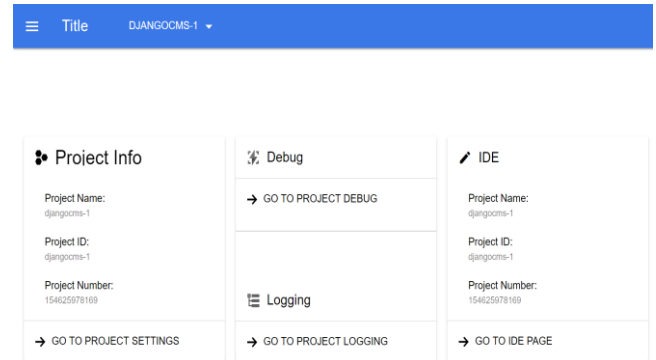 Title DJANGOCMS-1
Project Info
Project Name:
djangocms-1
Project ID:
djangocms-1
Project Number:
154625978169
GO TO PROJECT SETTINGS
Debug
GO TO PROJECT DEBUG
Logging
GO TO PROJECT LOGGING
IDE
Project Name:
djangocms-1
Project ID:
djangocms-1
Project Number:
154625978169
GO TO IDE PAGE